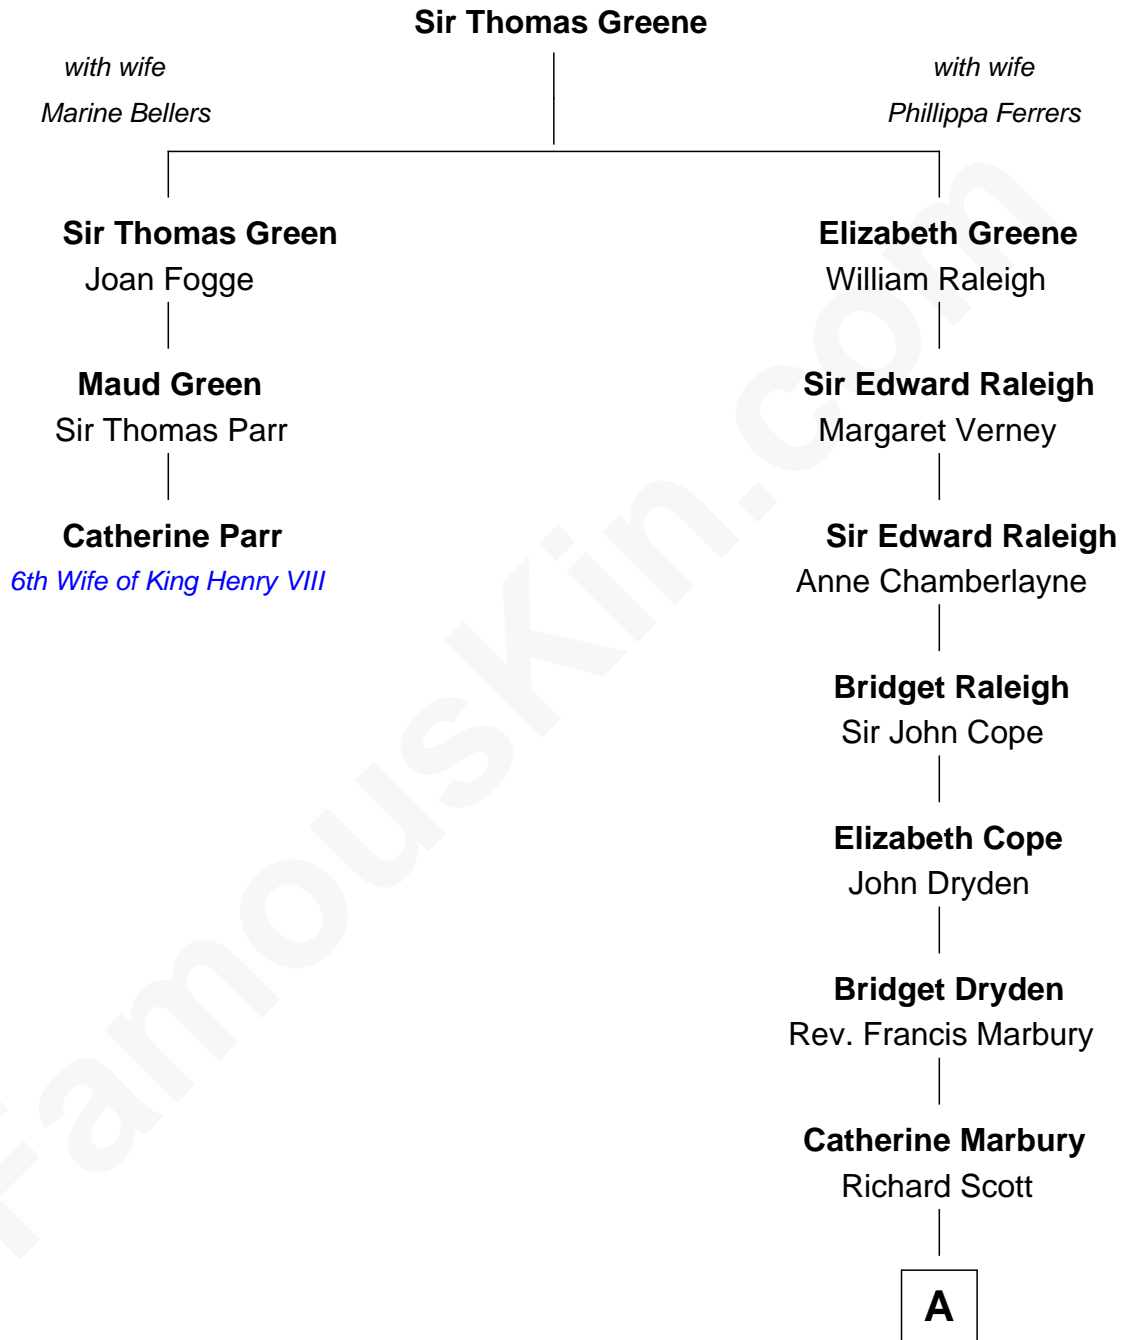 Sir Thomas Greene
with wife
Marine Bellers
with wife
Phillippa Ferrers
Sir Thomas Green
Joan Fogge
Elizabeth Greene
William Raleigh
Maud Green
Sir Thomas Parr
Sir Edward Raleigh
Margaret Verney
Catherine Parr
6th Wife of King Henry VIII
Sir Edward Raleigh
Anne Chamberlayne
Bridget Raleigh
Sir John Cope
Elizabeth Cope
John Dryden
Bridget Dryden
Rev. Francis Marbury
Catherine Marbury
Richard Scott
A
FamousKin.com